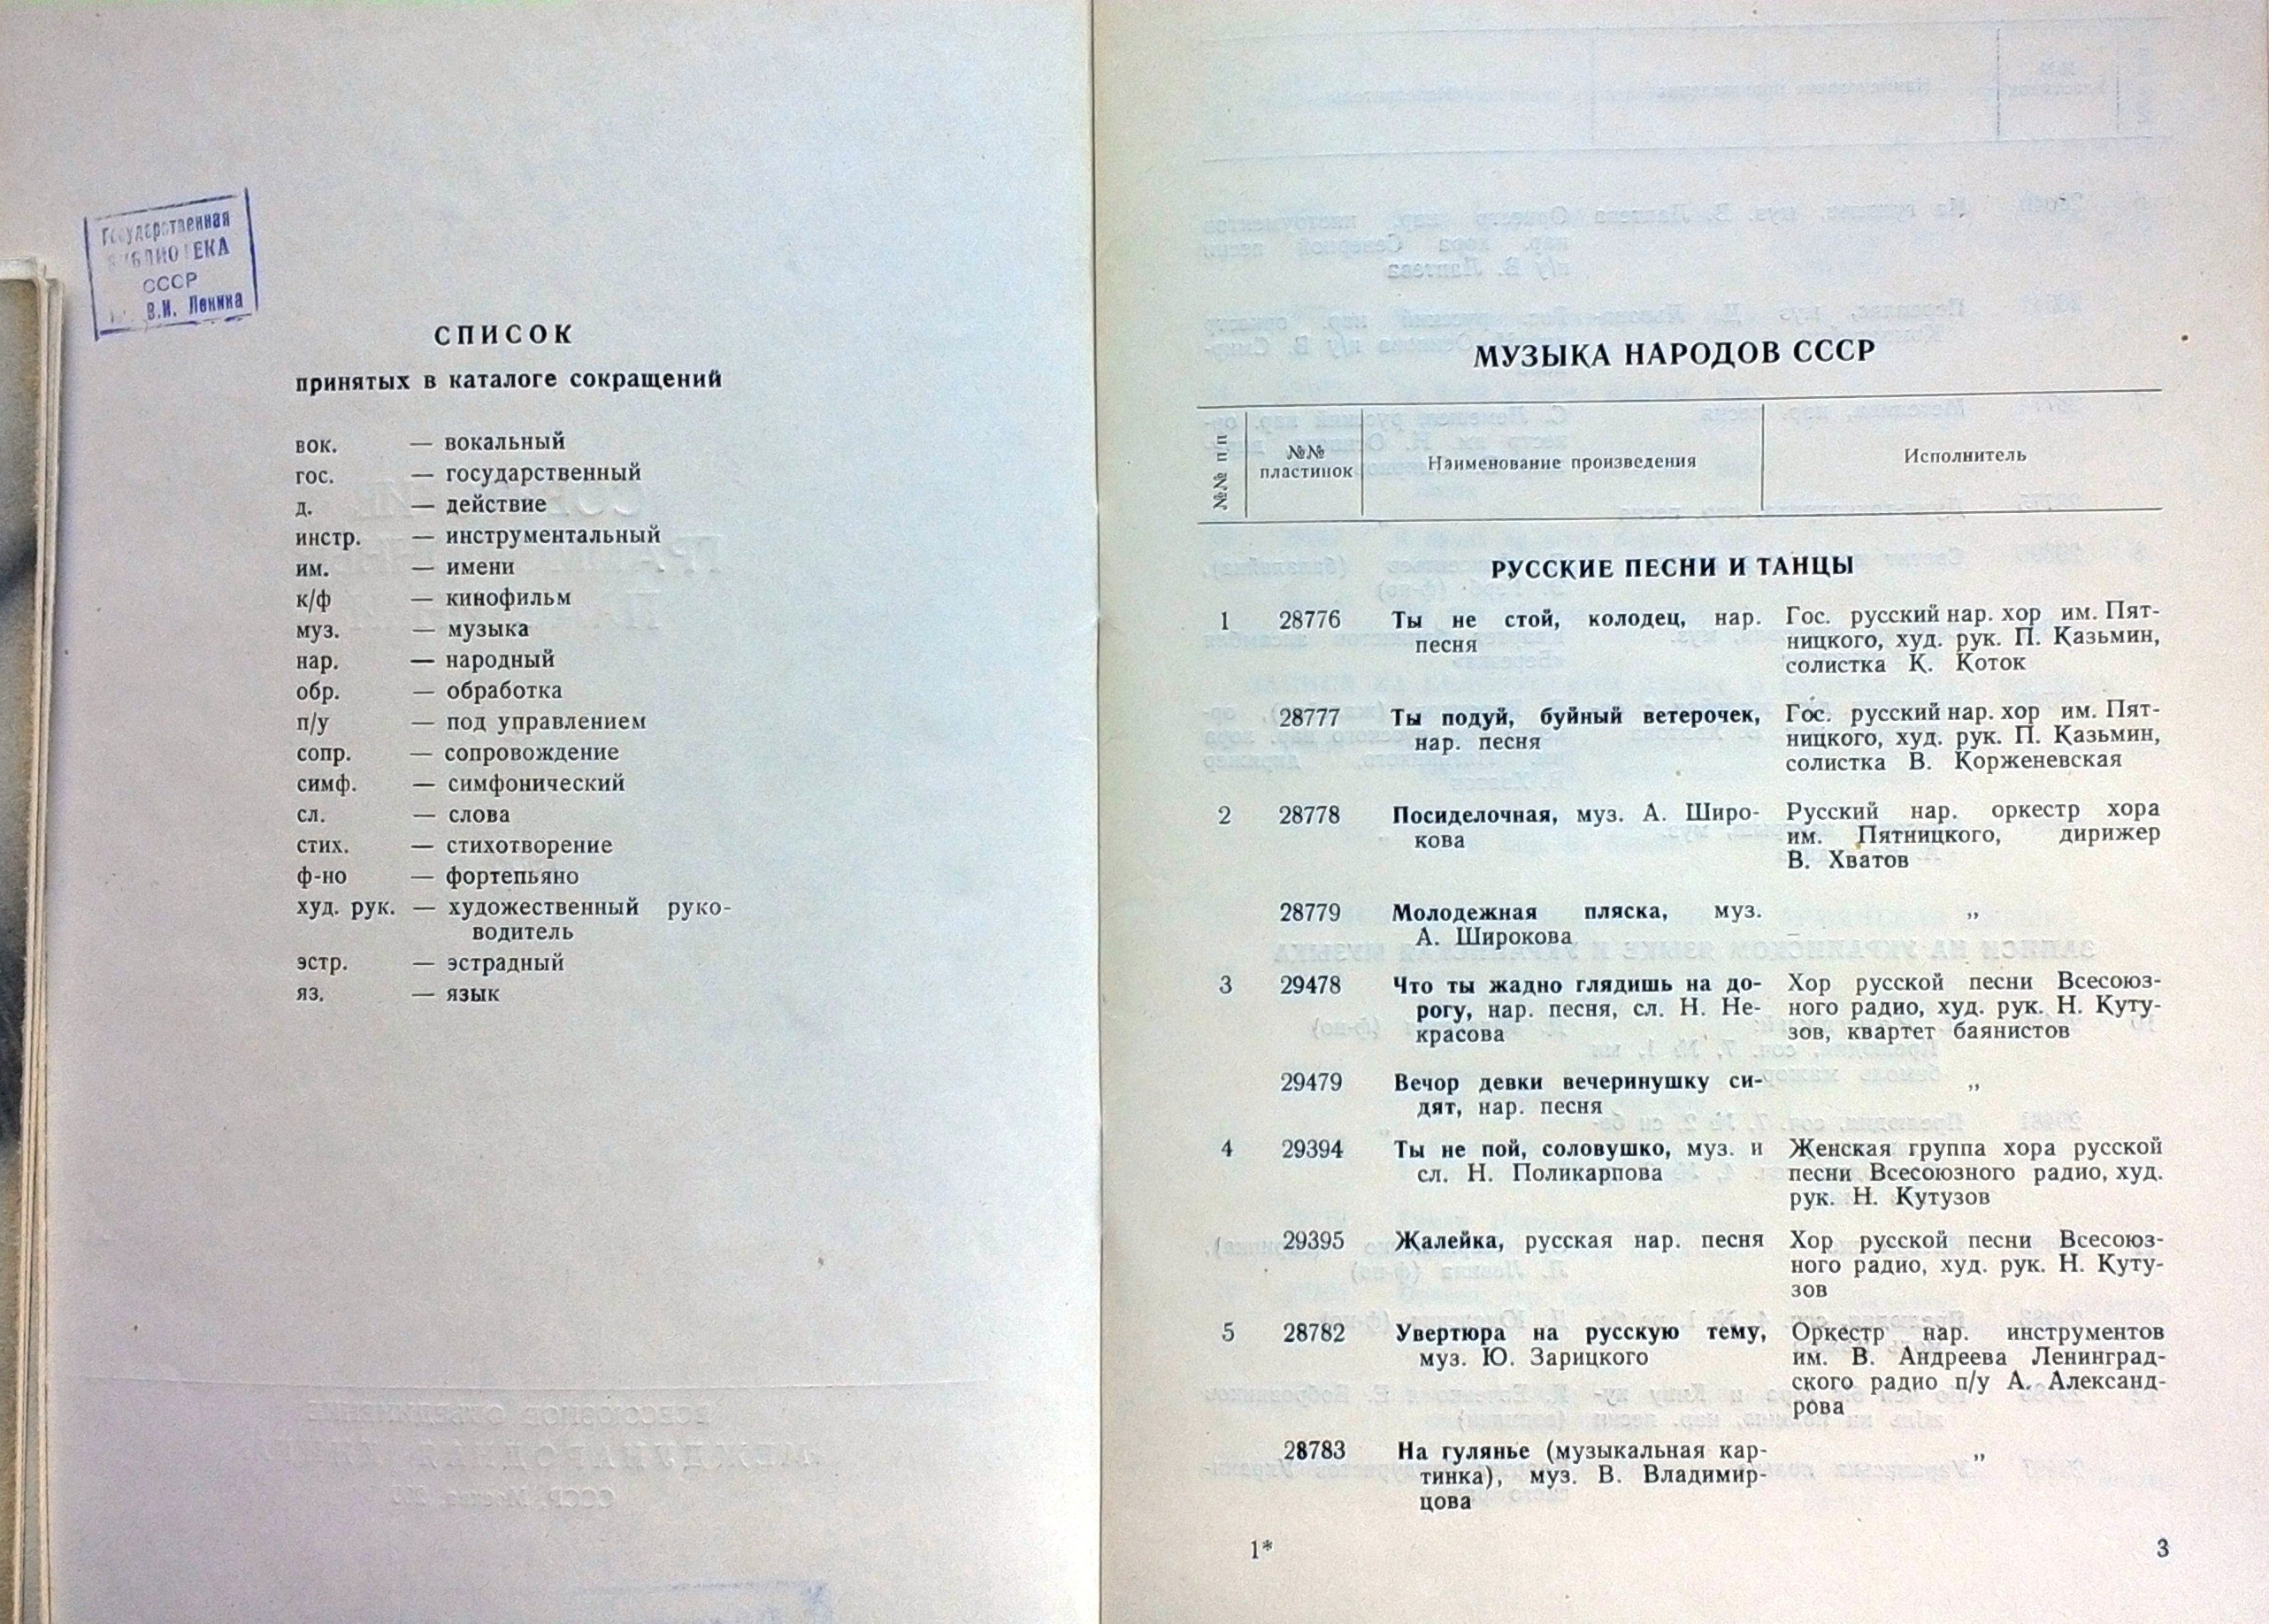 Государственная
БИБЛИОТЕКА
СССР
В.И. Ленина
СПИСОК
принятых в каталоге сокращений
вок. — вокальный
гос. — государственный
д. — действие
инстр. — инструментальный
им. — имени
к/ф — кинофильм
муз. — музыка
нар. — народный
обр. — обработка
п/у — под управлением
сопр. — сопровождение
симф. — симфонический
сл. — слова
стих. — стихотворение
ф-но — фортепьяно
худ. рук. — художественный руко-
водитель
эстр. — эстрадный
яз. — язык
МУЗЫКА НАРОДОВ СССР
№№ п/п
№№
пластинок
Наименование произведения
Исполнитель
РУССКИЕ ПЕСНИ И ТАНЦЫ
1 28776 Ты не стой, колодец, нар. Гос. русский нар. хор им. Пят-
песня ницкого, худ. рук. П. Казьмин,
солистка К. Коток
28777 Ты подуй, буйный ветерочек, Гос. русский нар. хор им. Пят-
нар. песня ницкого, худ. рук. П. Казьмин,
солистка В. Корженевская
2 28778 Посиделочная, муз. А. Широ- Русский нар. оркестр хора
кова им. Пятницкого, дирижер
В. Хватов
28779 Молодежная пляска, муз. „
А. Широкова
3 29478 Что ты жадно глядишь на до- Хор русской песни Всесоюз-
рогу, нар. песня, сл. Н. Не- ного радио, худ. рук. Н. Куту-
красова зов, квартет баянистов
29479 Вечор девки вечеринушку си- „
дят, нар. песня
4 29394 Ты не пой, соловушко, муз. и Женская группа хора русской
сл. Н. Поликарпова песни Всесоюзного радио, худ.
рук. Н. Кутузов
29395 Жалейка, русская нар. песня Хор русской песни Всесоюз-
ного радио, худ. рук. Н. Куту-
зов
5 28782 Увертюра на русскую тему, Оркестр нар. инструментов
муз. Ю. Зарицкого им. В. Андреева Ленинград-
ского радио п/у А. Александ-
рова
28783 На гулянье (музыкальная кар- „
тинка), муз. В. Владимир-
цова
1* 3